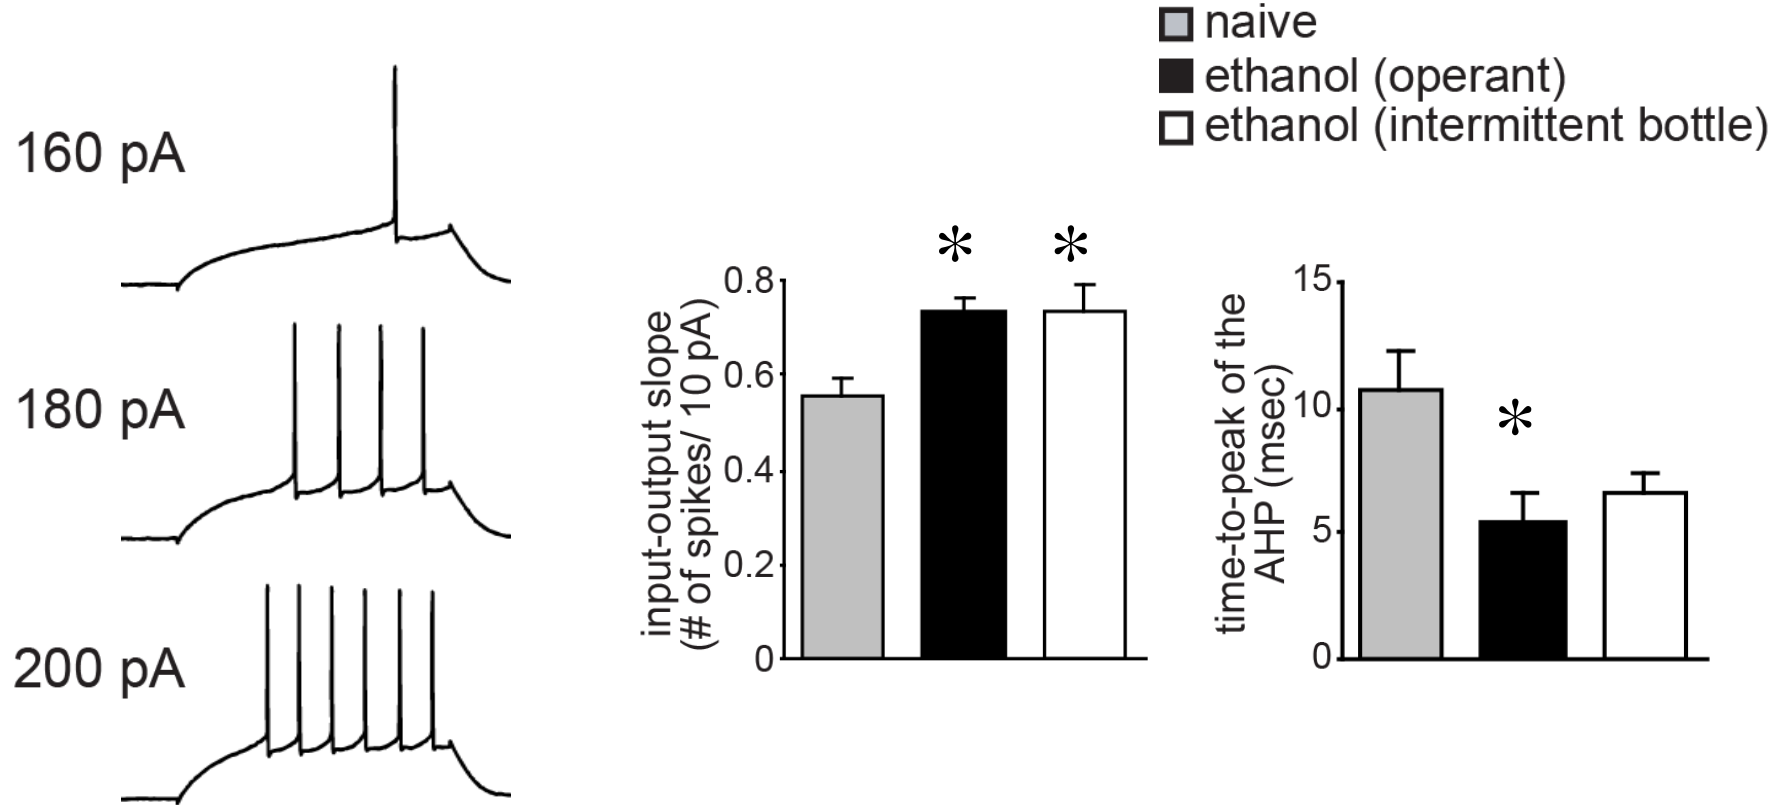 naive
ethanol (operant)
ethanol (intermittent bottle)
160 pA
180 pA
200 pA
input-output slope
(# of spikes/ 10 pA)
0.8
0.6
0.4
0.2
0
*
*
time-to-peak of the
AHP (msec)
15
10
5
0
*